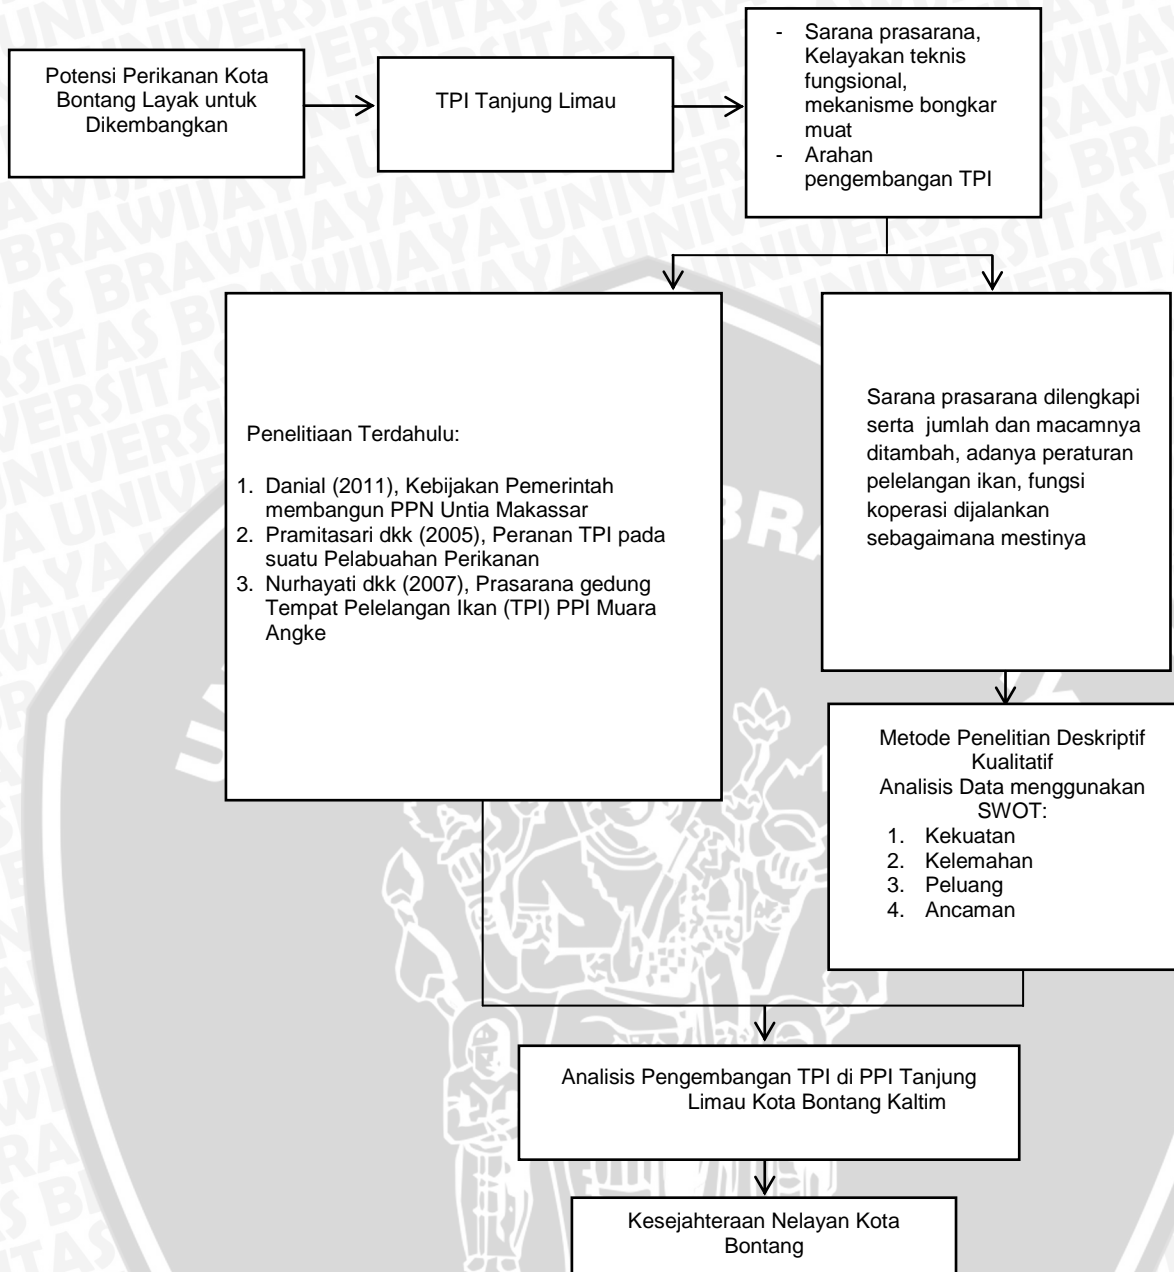 Potensi Perikanan Kota
Bontang Layak untuk
Dikembangkan
TPI Tanjung Limau
- Sarana prasarana,
Kelayakan teknis
fungsional,
mekanisme bongkar
muat
- Arahan
pengembangan TPI
Penelitiaan Terdahulu:
1. Danial (2011), Kebijakan Pemerintah
membangun PPN Untia Makassar
2. Pramitasari dkk (2005), Peranan TPI pada
suatu Pelabuahan Perikanan
3. Nurhayati dkk (2007), Prasarana gedung
Tempat Pelelangan Ikan (TPI) PPI Muara
Angke
Sarana prasarana dilengkapi
serta jumlah dan macamnya
ditambah, adanya peraturan
pelelangan ikan, fungsi
koperasi dijalankan
sebagaimana mestinya
Metode Penelitian Deskriptif
Kualitatif
Analisis Data menggunakan
SWOT:
1. Kekuatan
2. Kelemahan
3. Peluang
4. Ancaman
Analisis Pengembangan TPI di PPI Tanjung
Limau Kota Bontang Kaltim
Kesejahteraan Nelayan Kota
Bontang